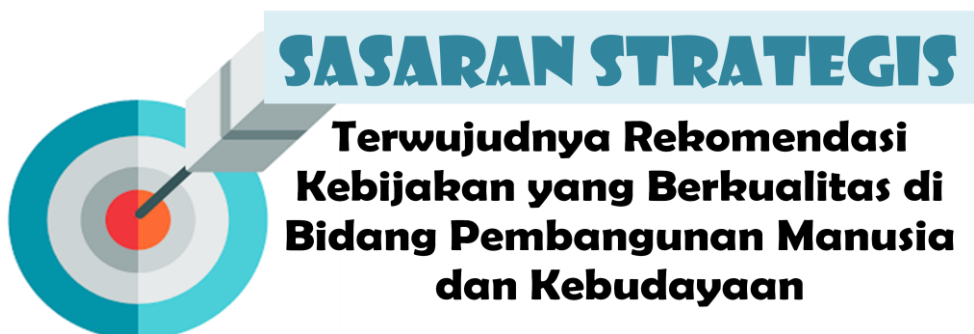 SASARAN STRATEGIS
Terwujudnya Rekomendasi
Kebijakan yang Berkualitas di
Bidang Pembangunan Manusia
dan Kebudayaan